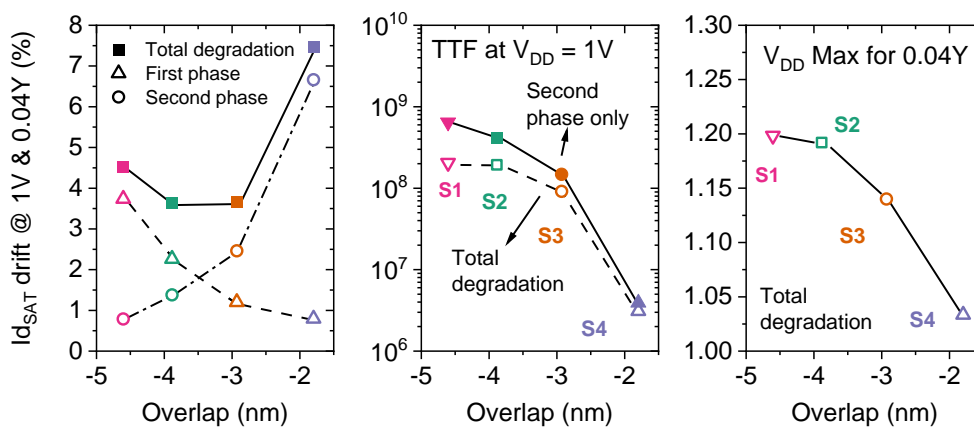 Id_SAT drift @ 1V & 0.04Y (%)
8
7
6
5
4
3
2
1
0
Total degradation
First phase
Second phase
-5
-4
-3
-2
Overlap (nm)
10^10
10^9
10^8
10^7
10^6
TTF at V_DD = 1V
Second
phase only
S1
S2
S3
Total
degradation
S4
-5
-4
-3
-2
Overlap (nm)
1.30
1.25
1.20
1.15
1.10
1.05
1.00
V_DD Max for 0.04Y
S2
S1
S3
Total
degradation
S4
-5
-4
-3
-2
Overlap (nm)